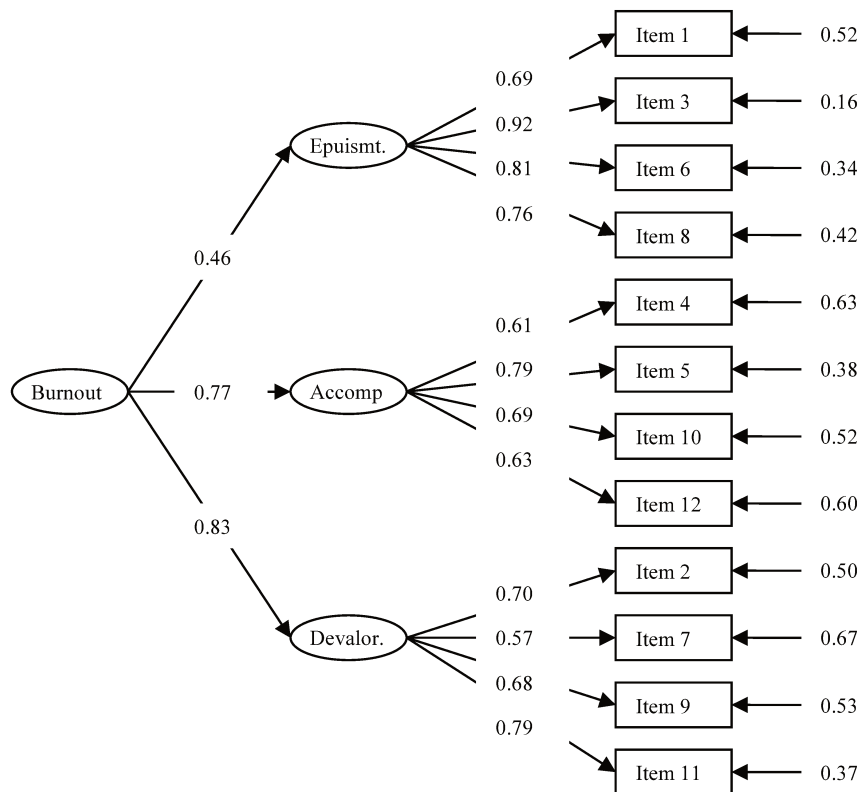 Item 1 0.52
0.69
Item 3 0.16
0.92
Epuismt.
0.81
Item 6 0.34
0.76
Item 8 0.42
0.46
Item 4 0.63
0.61
0.79
Item 5 0.38
Burnout 0.77 Accomp
0.69
Item 10 0.52
0.63
Item 12 0.60
0.83
Item 2 0.50
0.70
Devalor. 0.57 Item 7 0.67
0.68
Item 9 0.53
0.79
Item 11 0.37